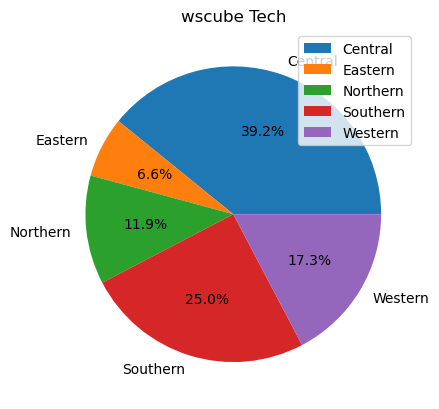 wscube Tech
Central
Eastern
Northern
Southern
Western
Central
39.2%
Eastern
6.6%
Northern
11.9%
17.3%
25.0%
Western
Southern